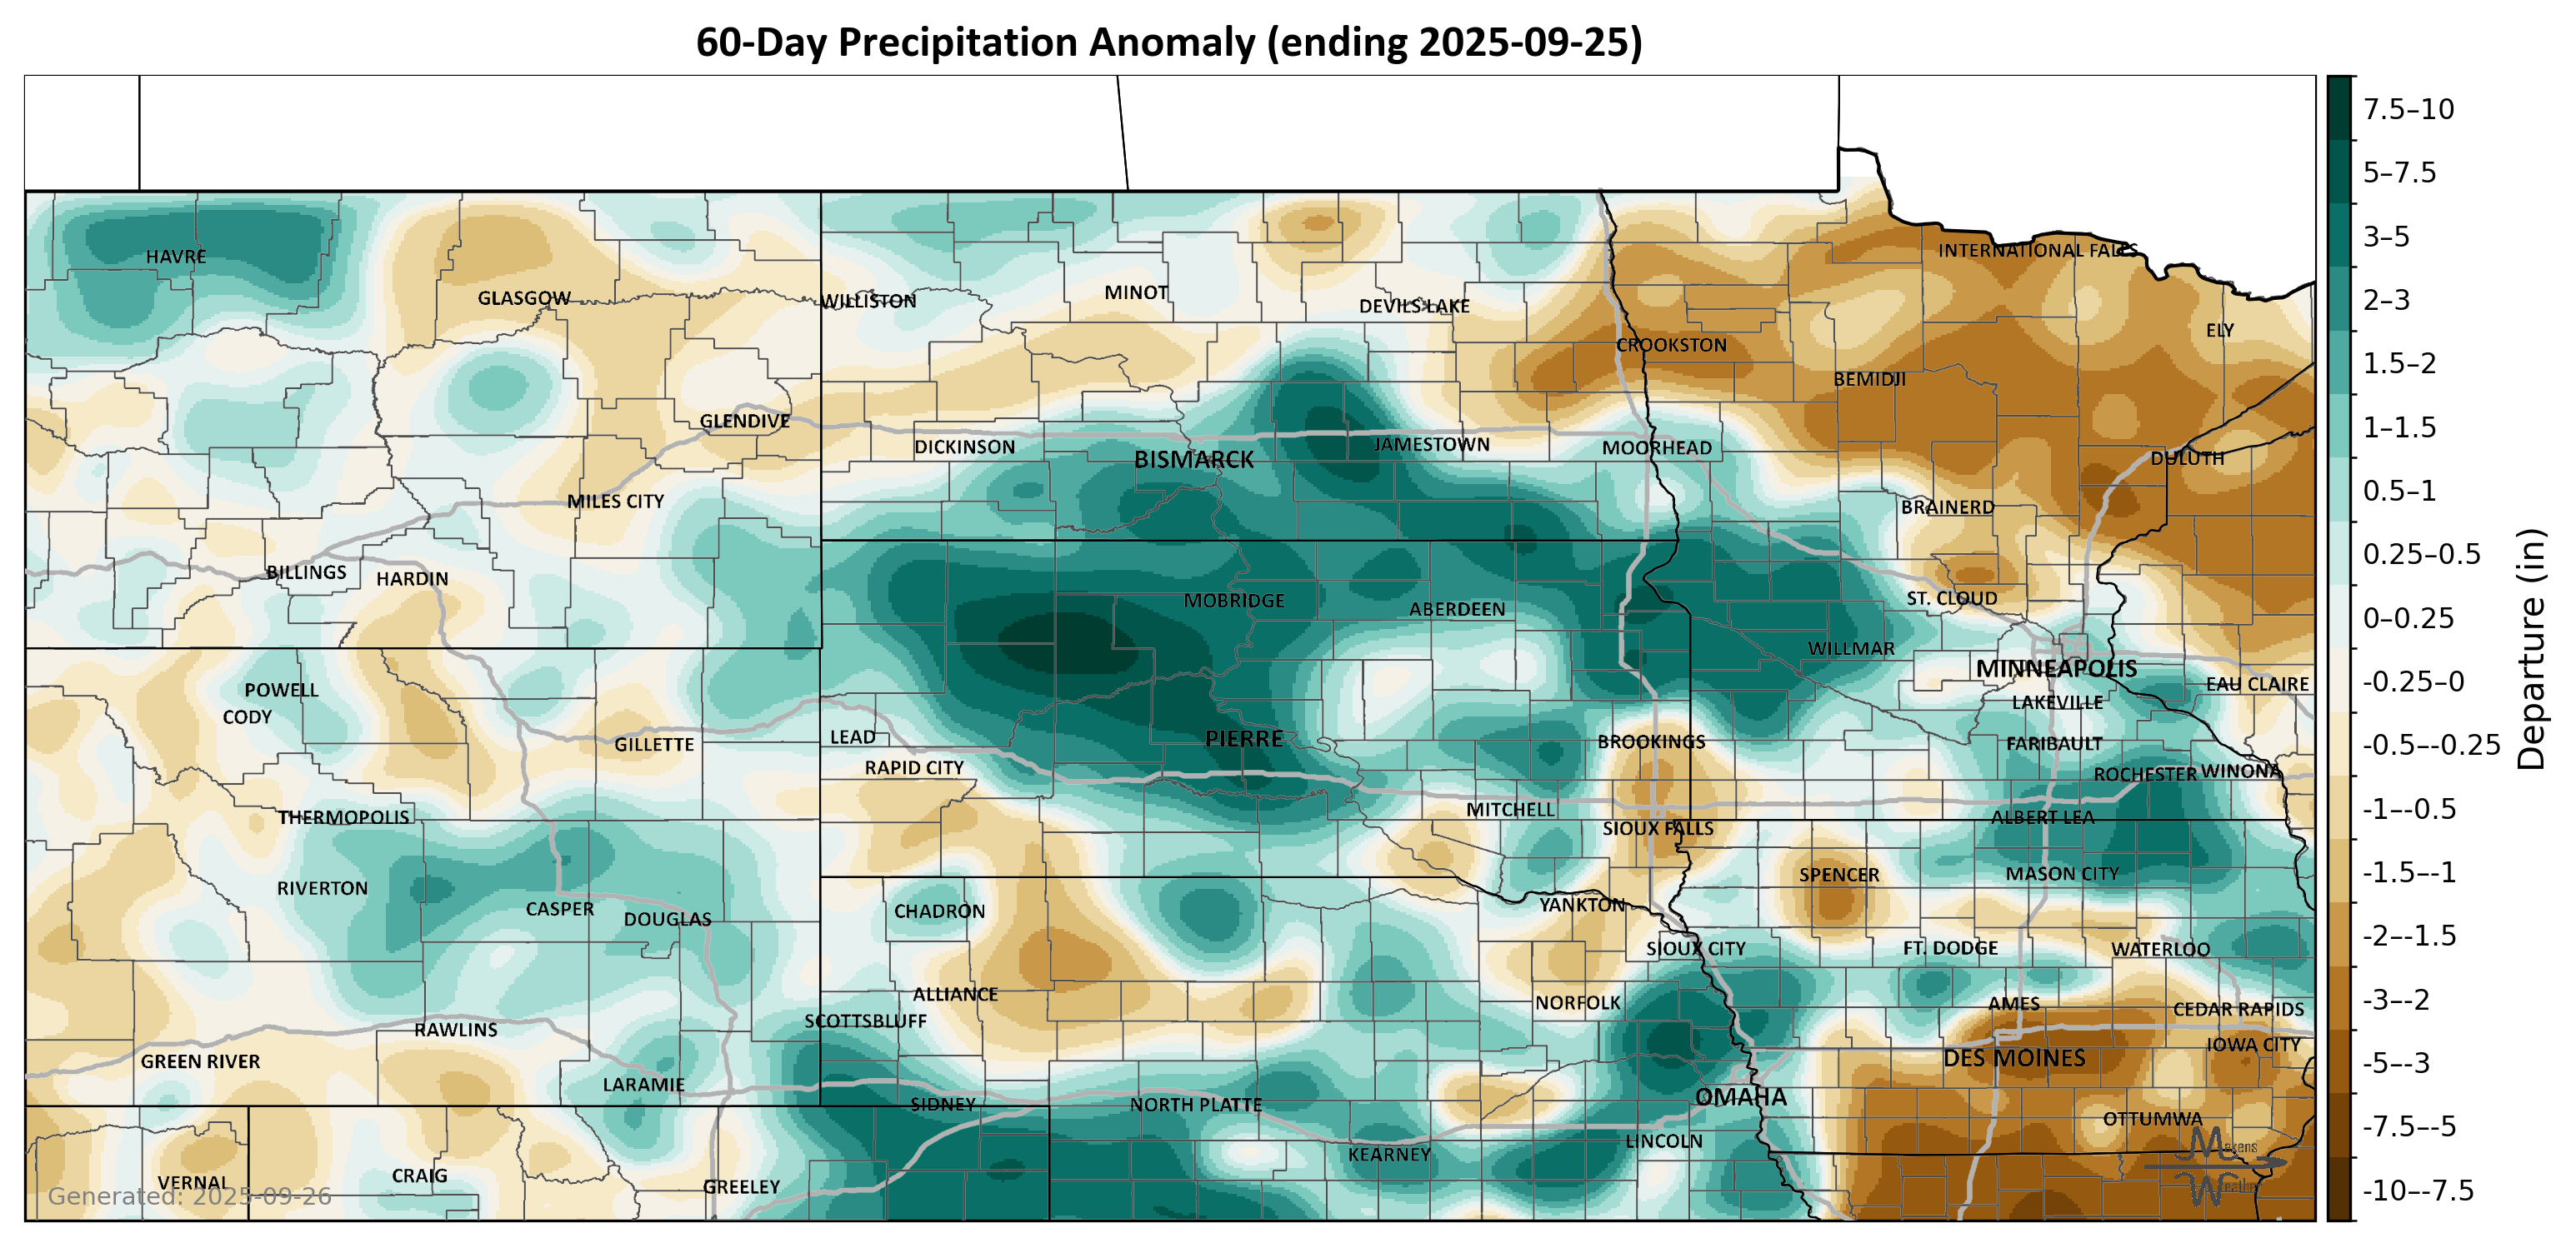 60-Day Precipitation Anomaly (ending 2025-09-25)
7.5–10
5–7.5
3–5
2–3
1.5–2
1–1.5
0.5–1
0.25–0.5
0–0.25
-0.25–0
-0.5–-0.25
-1–-0.5
-1.5–-1
-2–-1.5
-3–-2
-5–-3
-7.5–-5
-10–-7.5
Departure (in)
HAVRE
INTERNATIONAL FALLS
GLASGOW
WILLISTON
MINOT
DEVILS LAKE
ELY
CROOKSTON
BEMIDJI
GLENDIVE
DICKINSON
BISMARCK
JAMESTOWN
MOORHEAD
DULUTH
MILES CITY
BRAINERD
BILLINGS
HARDIN
MOBRIDGE
ABERDEEN
ST. CLOUD
WILLMAR
MINNEAPOLIS
POWELL
EAU CLAIRE
CODY
LAKEVILLE
GILLETTE
LEAD
PIERRE
BROOKINGS
FARIBAULT
RAPID CITY
ROCHESTER
WINONA
THERMOPOLIS
MITCHELL
ALBERT LEA
SIOUX FALLS
RIVERTON
SPENCER
MASON CITY
CASPER
DOUGLAS
CHADRON
YANKTON
SIOUX CITY
FT. DODGE
WATERLOO
ALLIANCE
NORFOLK
AMES
CEDAR RAPIDS
RAWLINS
SCOTTSBLUFF
GREEN RIVER
DES MOINES
IOWA CITY
LARAMIE
SIDNEY
NORTH PLATTE
OMAHA
OTTUMWA
LINCOLN
KEARNEY
VERNAL
CRAIG
GREELEY
Generated: 2025-09-26
Makens
Weather